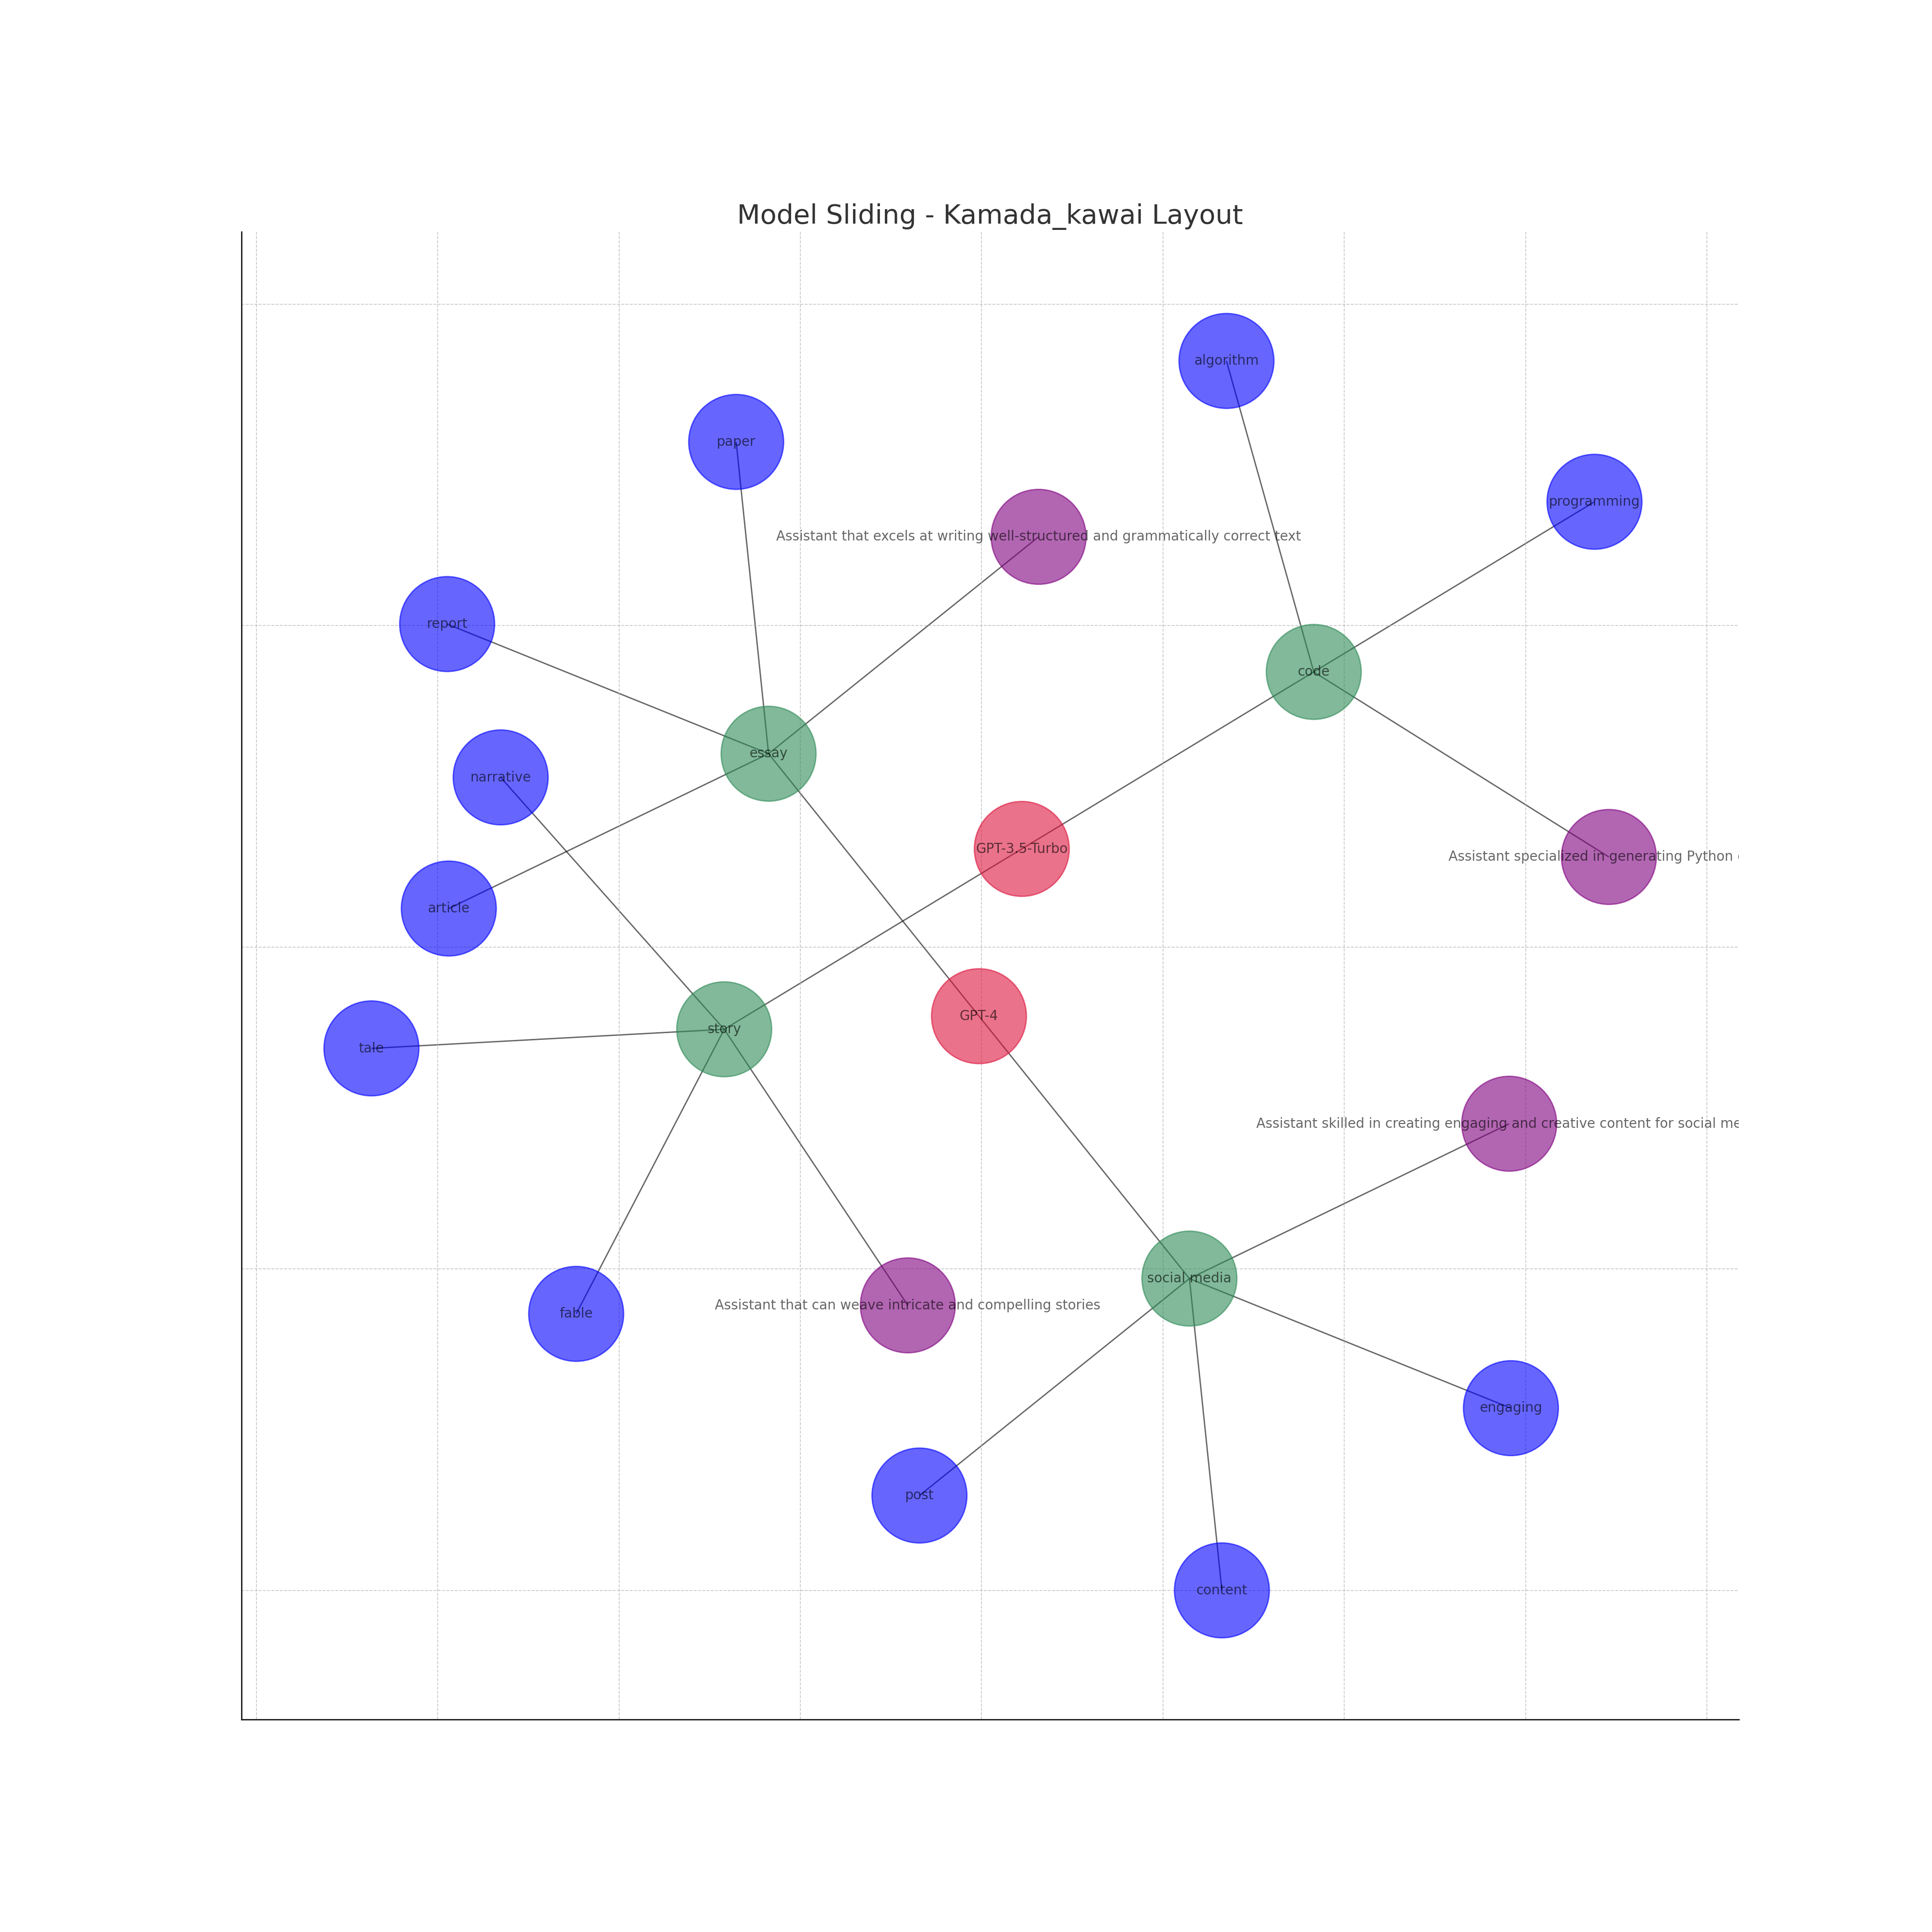 Model Sliding - Kamada_kawai Layout
algorithm
paper
programming
Assistant that excels at writing well-structured and grammatically correct text
report
code
essay
narrative
GPT-3.5-Turbo
Assistant specialized in generating Python
article
GPT-4
story
tale
Assistant skilled in creating engaging and creative content for social me
social media
Assistant that can weave intricate and compelling stories
fable
engaging
post
content